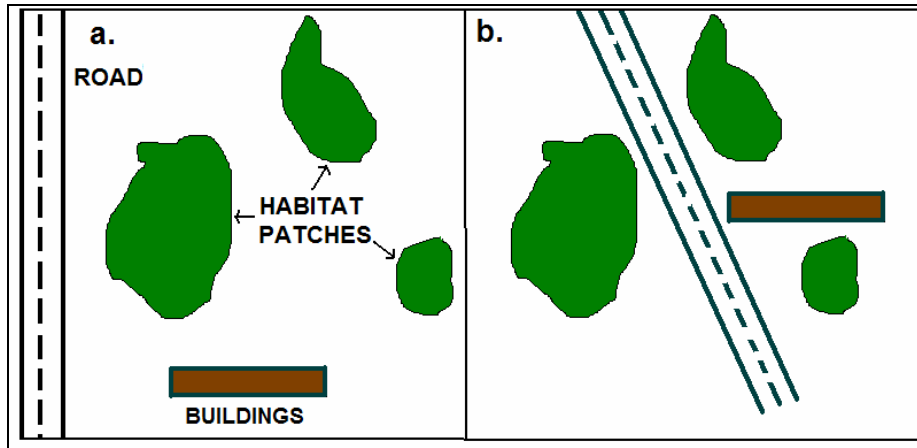 a.
ROAD
HABITAT
PATCHES
BUILDINGS
b.